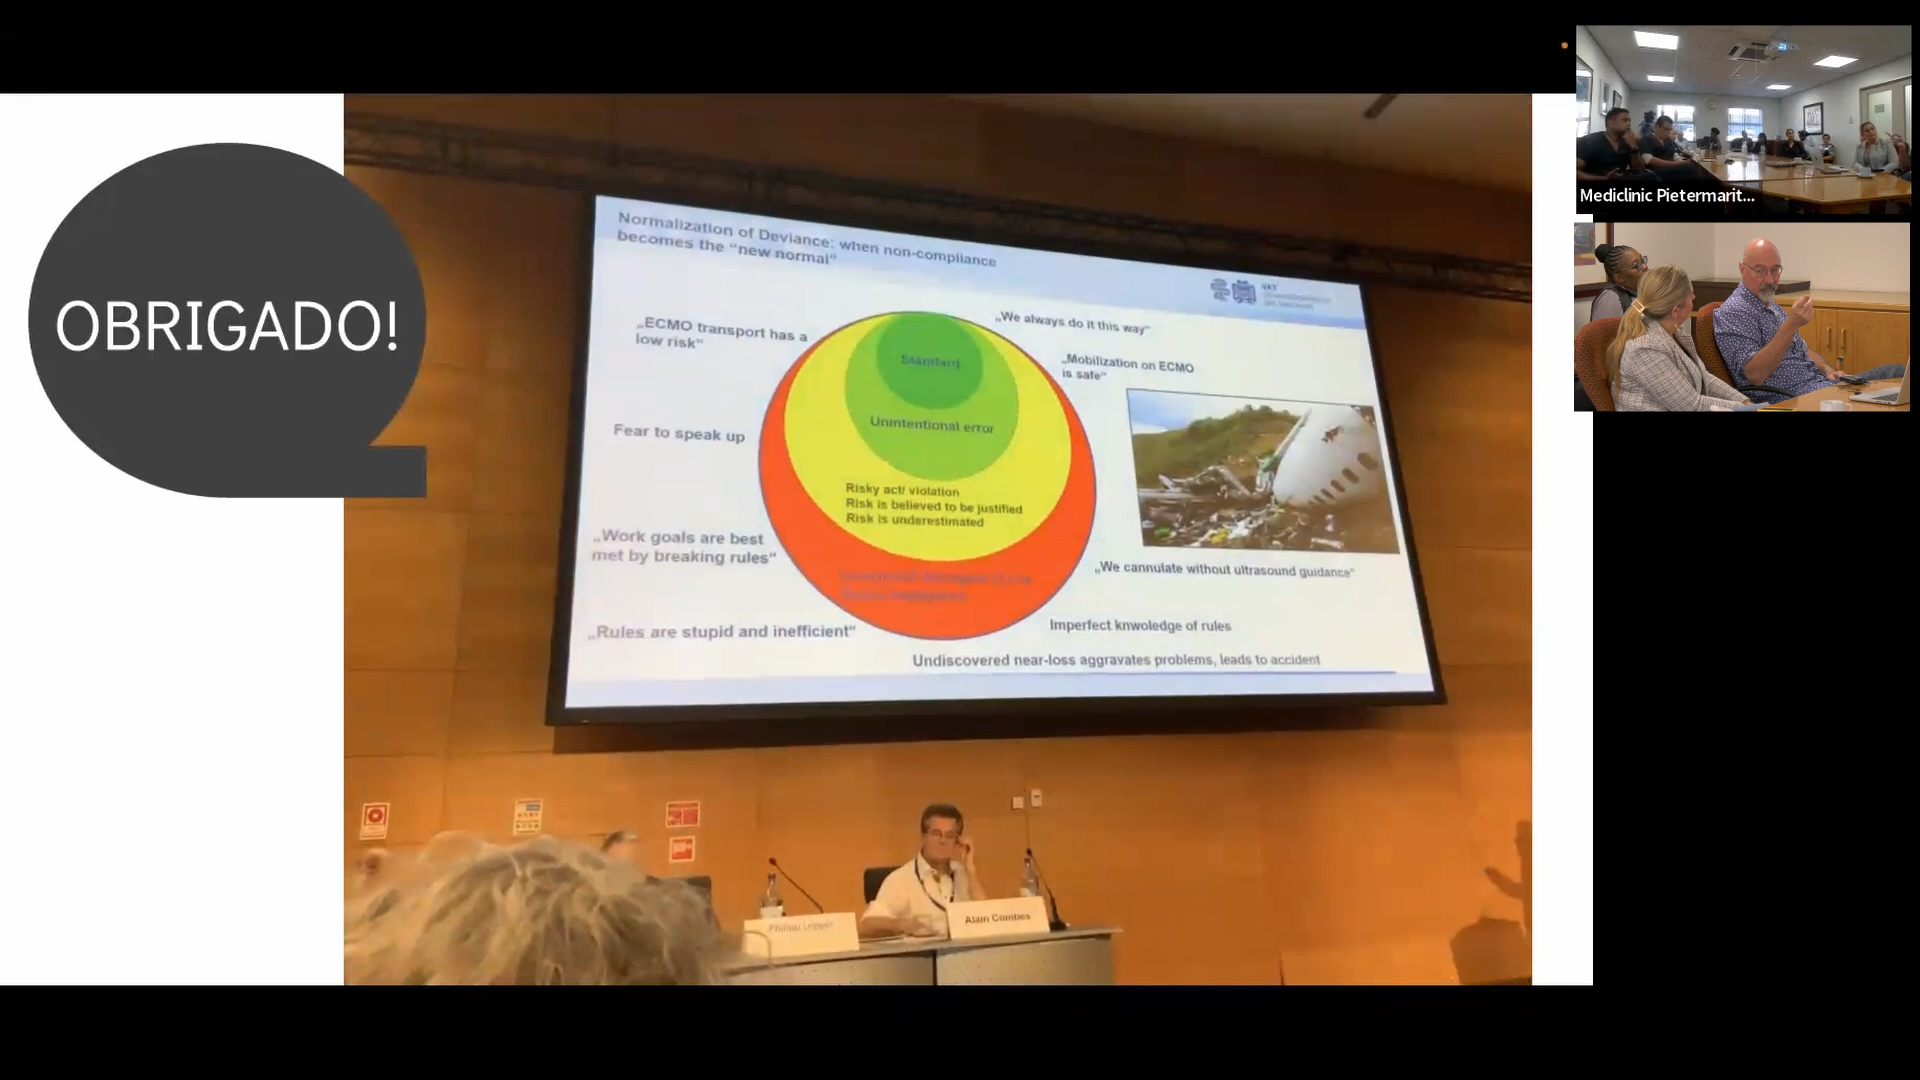 OBRIGADO!
Normalization of Deviance: when non-compliance
becomes the “new normal“
„ECMO transport has a
low risk“
Fear to speak up
„Work goals are best
met by breaking rules“
„Rules are stupid and inefficient“
Standard
Unintentional error
Risky act/ violation
Risk is believed to be justified
Risk is underestimated
„We always do it this way“
„Mobilization on ECMO
is safe“
„We cannulate without ultrasound guidance“
Imperfect knwoledge of rules
Undiscovered near-loss aggravates problems, leads to accident
Philipp
Alain Combes
Mediclinic Pietermarit...